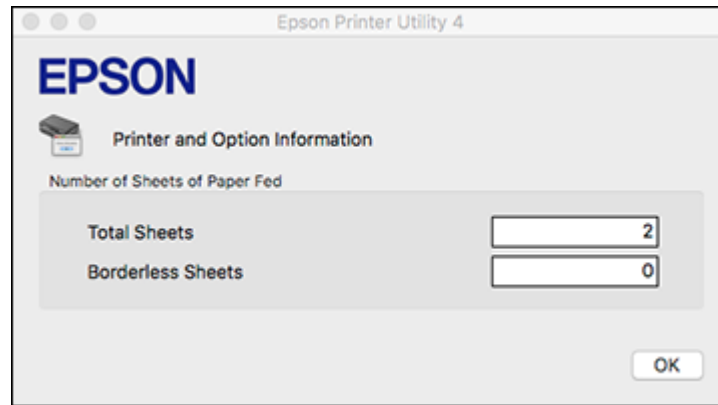 Epson Printer Utility 4
EPSON
Printer and Option Information
Number of Sheets of Paper Fed
Total Sheets 2
Borderless Sheets 0
OK